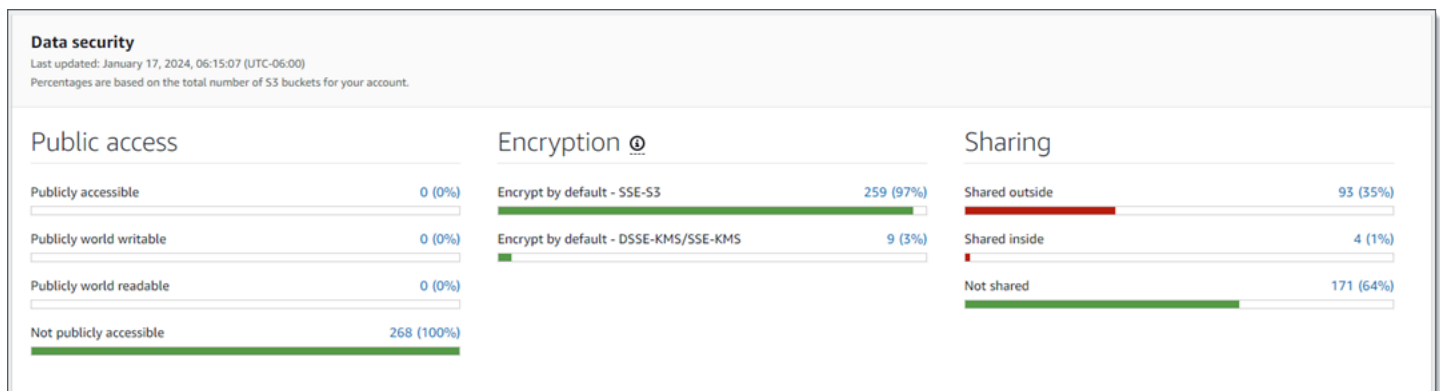 Data security
Last updated: January 17, 2024, 06:15:07 (UTC-06:00)
Percentages are based on the total number of S3 buckets for your account.
Public access
Publicly accessible 0 (0%)
Publicly world writable 0 (0%)
Publicly world readable 0 (0%)
Not publicly accessible 268 (100%)
Encryption
Encrypt by default - SSE-S3 259 (97%)
Encrypt by default - DSSE-KMS/SSE-KMS 9 (3%)
Sharing
Shared outside 93 (35%)
Shared inside 4 (1%)
Not shared 171 (64%)